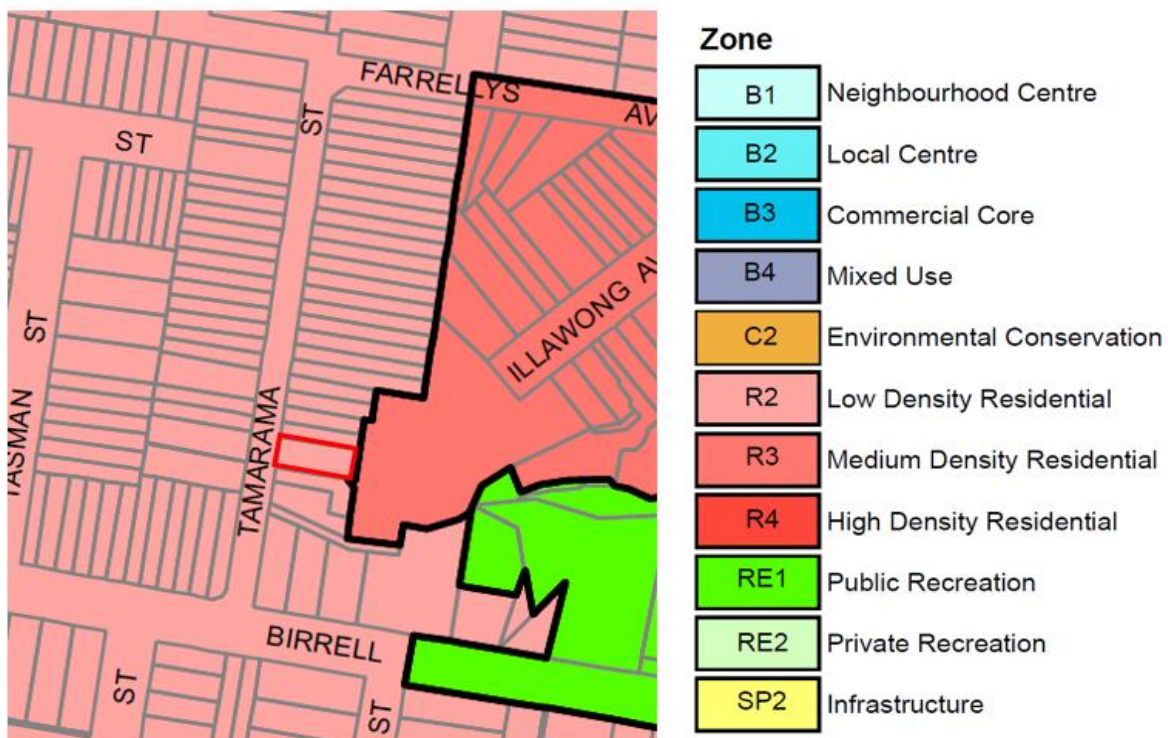 FARRELLYS
AV
ST
ST
ILLAWONG AV
ST
TASMAN
TAMARAMA
BIRRELL
ST
ST
Zone
B1 Neighbourhood Centre
B2 Local Centre
B3 Commercial Core
B4 Mixed Use
C2 Environmental Conservation
R2 Low Density Residential
R3 Medium Density Residential
R4 High Density Residential
RE1 Public Recreation
RE2 Private Recreation
SP2 Infrastructure